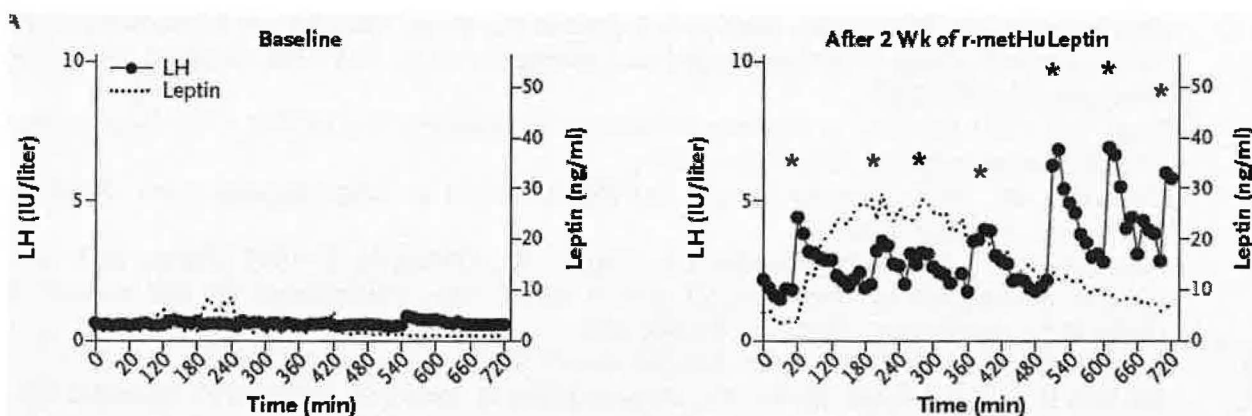 A
Baseline
10
5
0
LH (IU/liter)
LH
Leptin
50
40
30
20
10
0
Leptin (ng/ml)
0 60 120 180 240 300 360 420 480 540 600 660 720
Time (min)
After 2 Wk of r-metHuLeptin
10
5
0
LH (IU/liter)
* * * * * * *
50
40
30
20
10
0
Leptin (ng/ml)
0 60 120 180 240 300 360 420 480 540 600 660 720
Time (min)